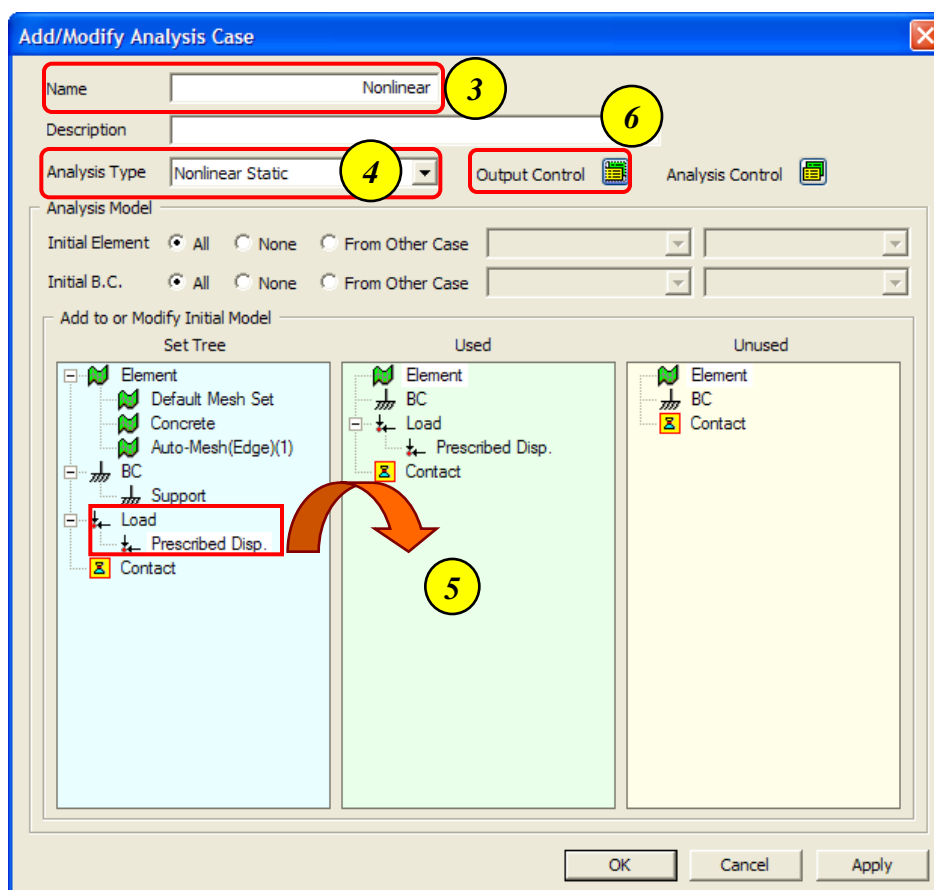 Add/Modify Analysis Case
Name Nonlinear 3
Description 6
Analysis Type Nonlinear Static 4 Output Control Analysis Control
Analysis Model
Initial Element All None From Other Case
Initial B.C. All None From Other Case
Add to or Modify Initial Model
Set Tree Used Unused
Element Element Element
Default Mesh Set BC BC
Concrete Load Contact
Auto-Mesh(Edge)(1) Prescribed Disp.
BC Contact
Support
Load
Prescribed Disp.
Contact
5
OK Cancel Apply